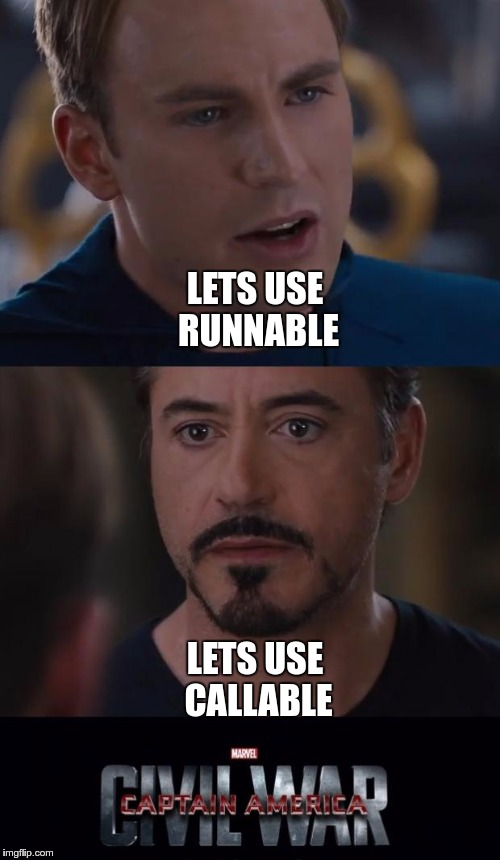 LETS USE
RUNNABLE
LETS USE
CALLABLE
MARVEL
CIVIL WAR
CAPTAIN AMERICA
imgflip.com